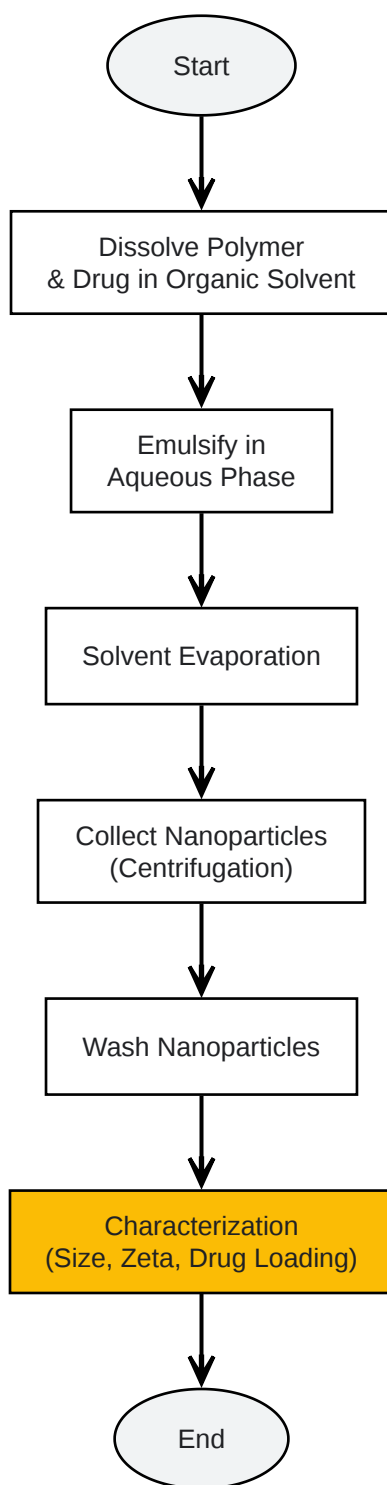 Start
Dissolve Polymer
& Drug in Organic Solvent
Emulsify in
Aqueous Phase
Solvent Evaporation
Collect Nanoparticles
(Centrifugation)
Wash Nanoparticles
Characterization
(Size, Zeta, Drug Loading)
End